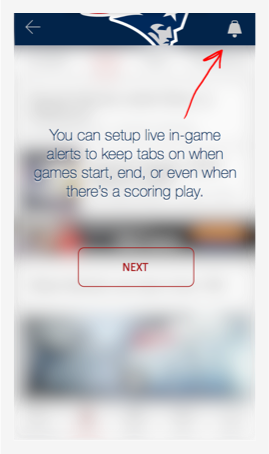 You can setup live in-game
alerts to keep tabs on when
games start, end, or even when
there's a scoring play.
NEXT